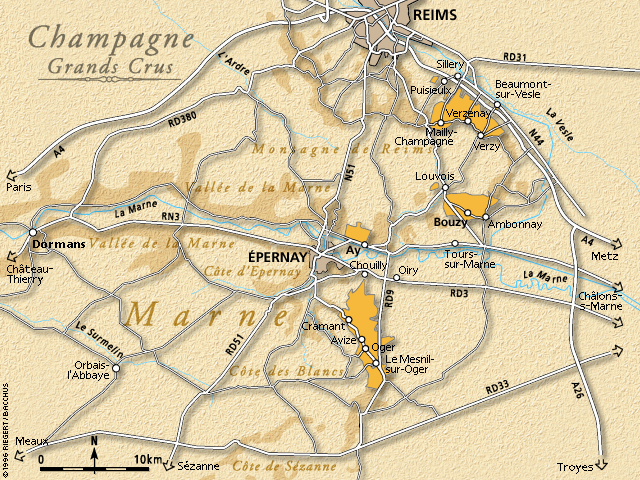 REIMS
Champagne
Grands Crus
L'Ardre
RD31
Sillery
Puisieulx
Beaumont-
sur-Vesle
RD380
Verzenay
La Vesle
N44
Mailly-
Champagne
Verzy
A4
Monsagne de Reims
N51
Paris
Louvois
Vallée de la Marne
La Marne
RN3
Bouzy
Ambonnay
Dormans
Vallée de la Marne
Ay
A4
Metz
ÉPERNAY
Tours-
sur-Marne
Château-
Thierry
Côte d'Epernay
Chouilly
Oiry
La Marne
RD9
RD3
Châlons-
s-Marne
Marne
Cramant
Le Surmelin
RD51
Avize
Oger
Orbais-
l'Abbaye
Côte des Blancs
Le Mesnil-
sur-Oger
RD33
A26
Meaux
N
0
10km
Sézanne
Côte de Sézanne
Troyes
©1996 RIEGERT/BACCHUS